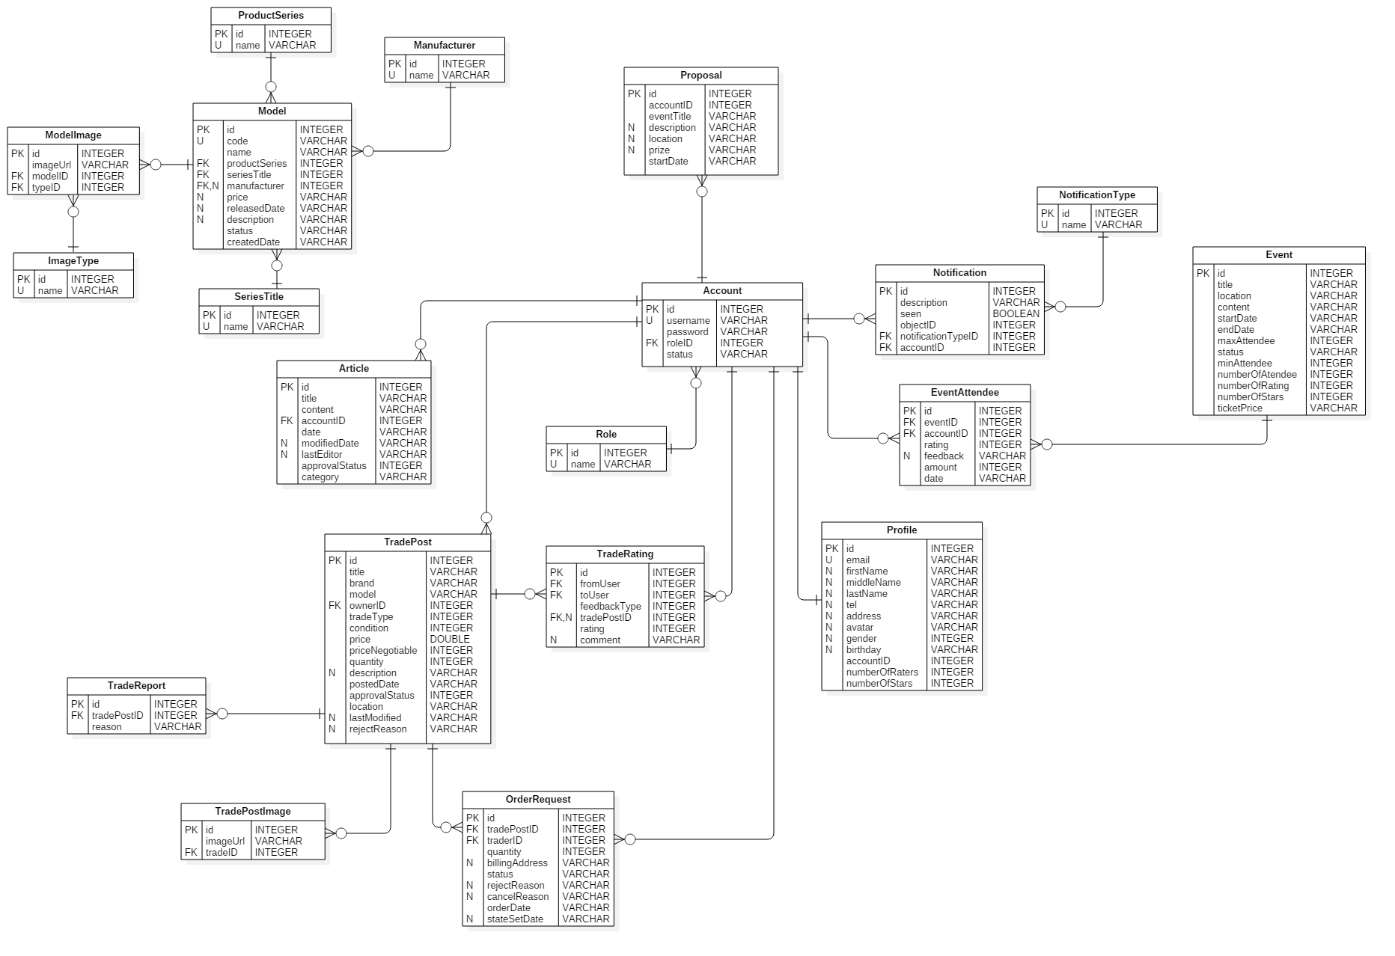 ProductSeries
PK id INTEGER
U name VARCHAR
Manufacturer
PK id INTEGER
U name VARCHAR
Proposal
PK id INTEGER
accountID INTEGER
eventTitle VARCHAR
N description VARCHAR
N location VARCHAR
N prize VARCHAR
startDate VARCHAR
Model
PK id INTEGER
U code VARCHAR
name VARCHAR
FK productSeries INTEGER
FK seriesTitle INTEGER
FK,N manufacturer INTEGER
N price VARCHAR
N releasedDate VARCHAR
N description VARCHAR
status VARCHAR
createdDate VARCHAR
ModelImage
PK id INTEGER
imageUrl VARCHAR
FK modelID INTEGER
FK typeID INTEGER
ImageType
PK id INTEGER
U name VARCHAR
SeriesTitle
PK id INTEGER
U name VARCHAR
NotificationType
PK id INTEGER
U name VARCHAR
Event
PK id INTEGER
title VARCHAR
location VARCHAR
content VARCHAR
startDate VARCHAR
endDate VARCHAR
maxAttendee INTEGER
status VARCHAR
minAttendee INTEGER
numberOfAtendee INTEGER
numberOfRating INTEGER
numberOfStars INTEGER
ticketPrice VARCHAR
Notification
PK id INTEGER
description VARCHAR
seen BOOLEAN
objectID INTEGER
FK notificationTypeID INTEGER
FK accountID INTEGER
Account
PK id INTEGER
U username VARCHAR
password VARCHAR
FK roleID INTEGER
status VARCHAR
Article
PK id INTEGER
title VARCHAR
content VARCHAR
FK accountID INTEGER
date VARCHAR
N modifiedDate VARCHAR
N lastEditor VARCHAR
approvalStatus INTEGER
category VARCHAR
EventAttendee
PK id INTEGER
FK eventID INTEGER
FK accountID INTEGER
rating INTEGER
N feedback VARCHAR
amount INTEGER
date VARCHAR
Role
PK id INTEGER
U name VARCHAR
Profile
PK id INTEGER
U email VARCHAR
N firstName VARCHAR
N middleName VARCHAR
N lastName VARCHAR
N tel VARCHAR
N address VARCHAR
N avatar VARCHAR
N gender INTEGER
N birthday VARCHAR
accountID INTEGER
numberOfRaters INTEGER
numberOfStars INTEGER
TradePost
PK id INTEGER
title VARCHAR
brand VARCHAR
model VARCHAR
FK ownerID INTEGER
tradeType INTEGER
condition INTEGER
price DOUBLE
priceNegotiable INTEGER
quantity INTEGER
N description VARCHAR
postedDate VARCHAR
approvalStatus INTEGER
location VARCHAR
N lastModified VARCHAR
N rejectReason VARCHAR
TradeRating
PK id INTEGER
FK fromUser INTEGER
FK toUser INTEGER
feedbackType INTEGER
FK,N tradePostID INTEGER
rating INTEGER
N comment VARCHAR
TradeReport
PK id INTEGER
FK tradePostID INTEGER
reason VARCHAR
TradePostImage
PK id INTEGER
imageUrl VARCHAR
FK tradeID INTEGER
OrderRequest
PK id INTEGER
FK tradePostID INTEGER
FK traderID INTEGER
quantity INTEGER
N billingAddress VARCHAR
status VARCHAR
N rejectReason VARCHAR
N cancelReason VARCHAR
orderDate VARCHAR
N stateSetDate VARCHAR